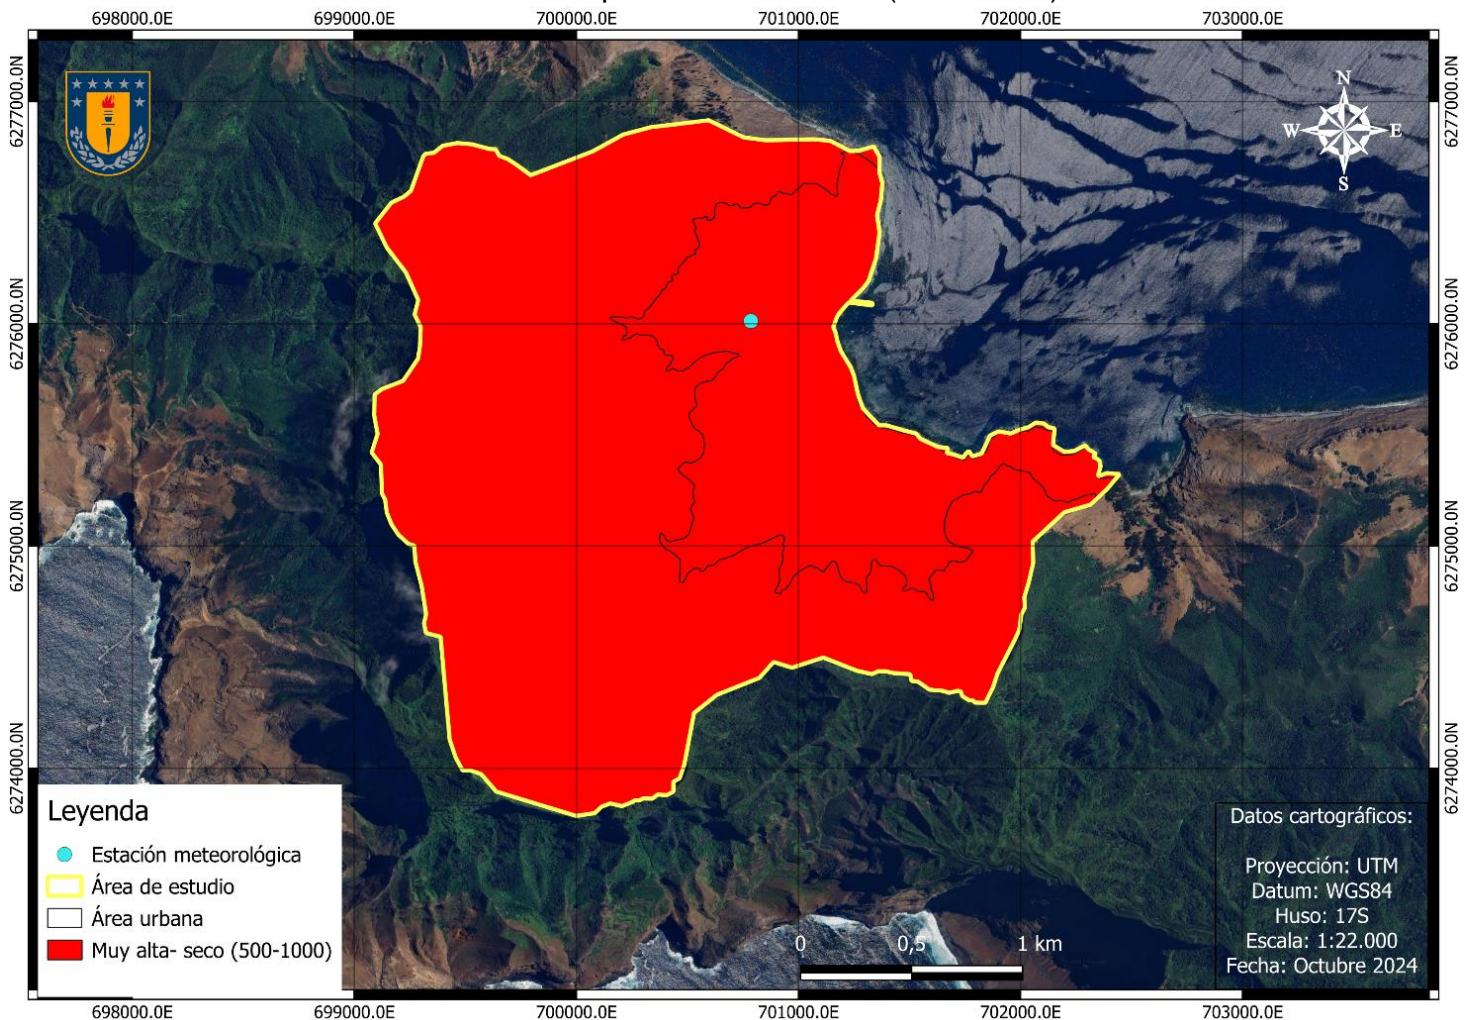 698000.0E 699000.0E 700000.0E 701000.0E 702000.0E 703000.0E
6277000.0N
6277000.0N
N
W E
S
6276000.0N
6276000.0N
6275000.0N
6275000.0N
6274000.0N
6274000.0N
Leyenda
Estación meteorológica
Área de estudio
Área urbana
Muy alta- seco (500-1000)
0 0,5 1 km
Datos cartográficos:
Proyección: UTM
Datum: WGS84
Huso: 17S
Escala: 1:22.000
Fecha: Octubre 2024
698000.0E 699000.0E 700000.0E 701000.0E 702000.0E 703000.0E